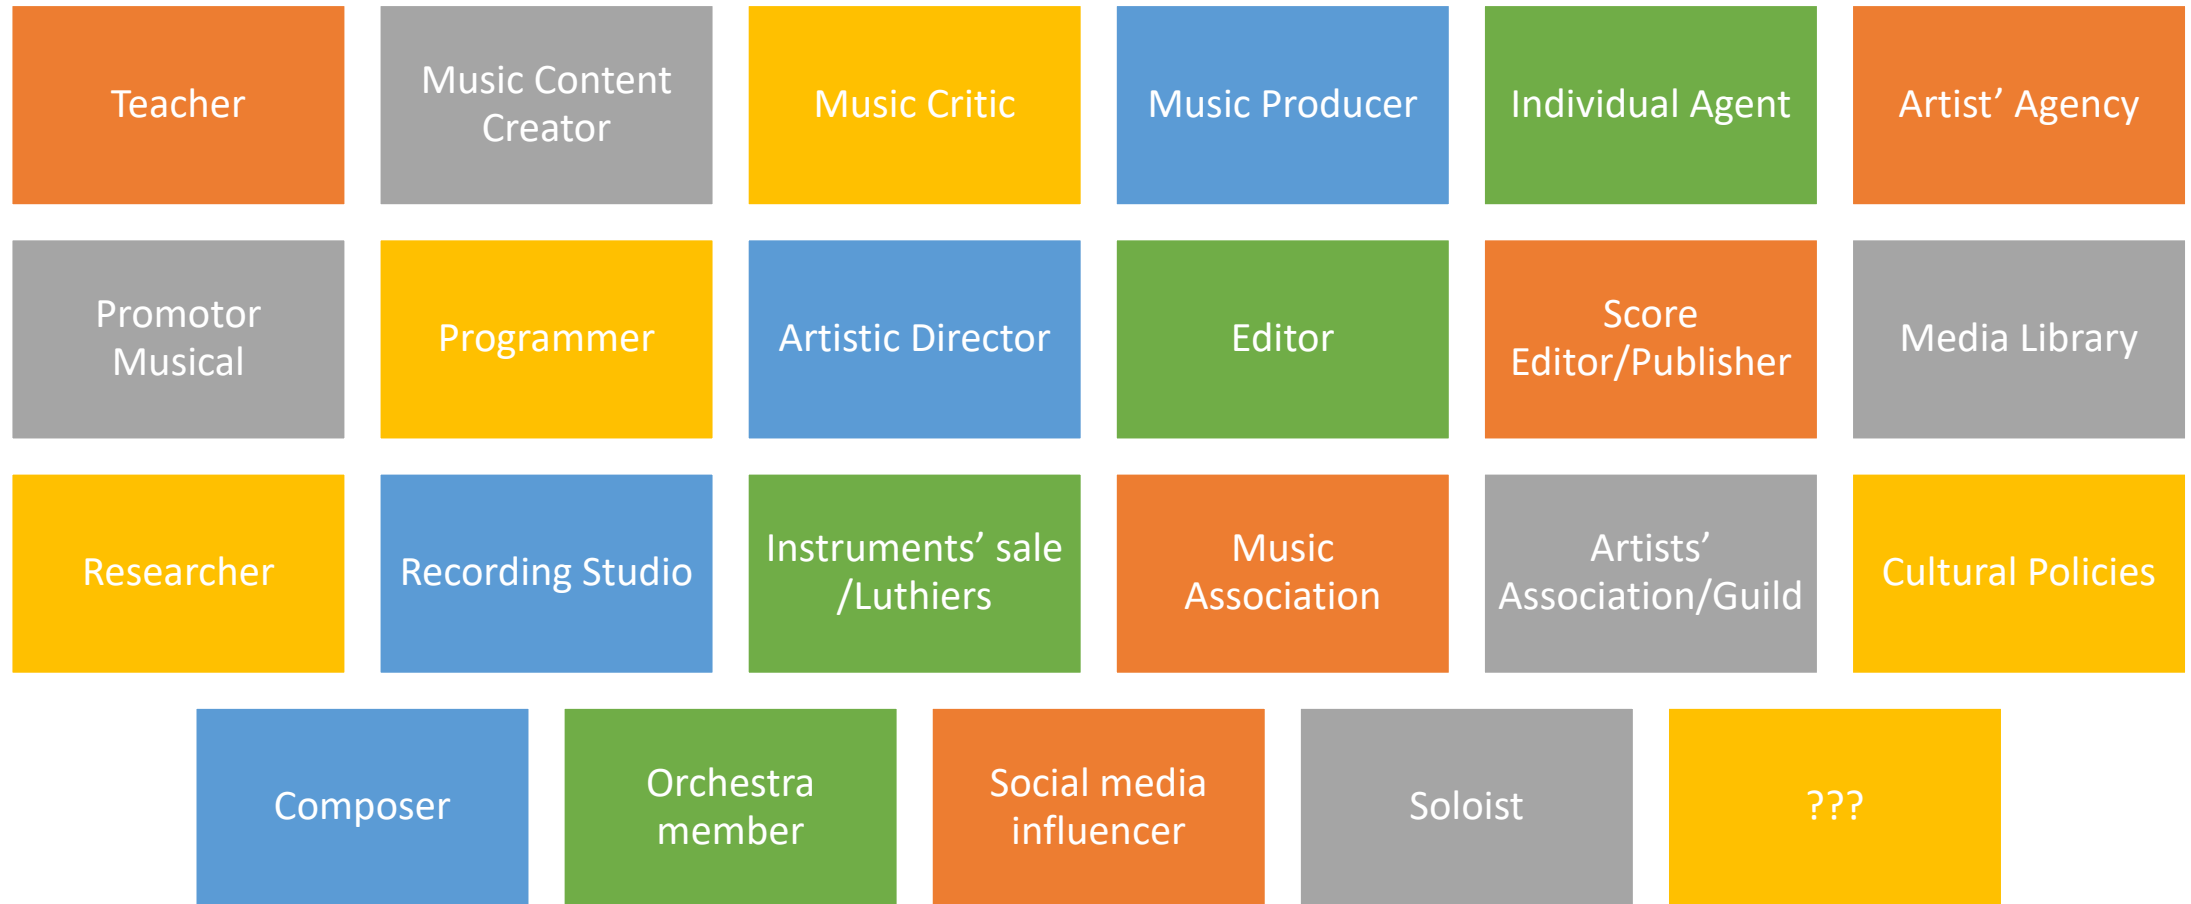 Teacher
Music Content
Creator
Music Critic
Music Producer
Individual Agent
Artist’ Agency
Promotor
Musical
Programmer
Artistic Director
Editor
Score
Editor/Publisher
Media Library
Researcher
Recording Studio
Instruments’ sale
/Luthiers
Music
Association
Artists’
Association/Guild
Cultural Policies
Composer
Orchestra
member
Social media
influencer
Soloist
???